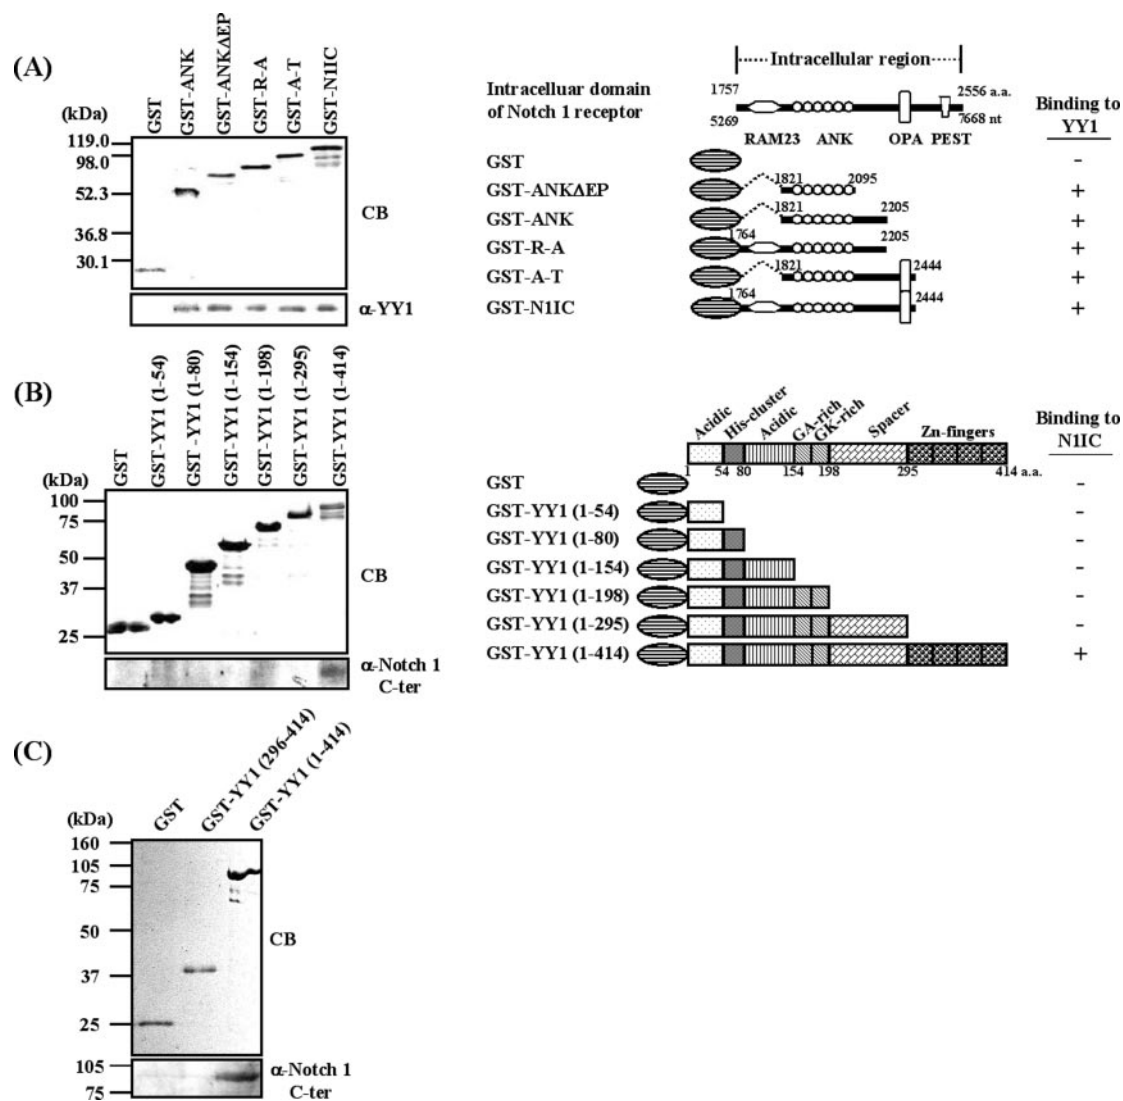 (A)
(kDa)
GST
GST-ANK
GST-ANKΔEP
GST-R-A
GST-A-T
GST-N1IC
119.0
98.0
52.3
36.8
30.1
CB
α-YY1
Intracellular region
Intracelluar domain
of Notch 1 receptor
1757
5269
2556 a.a.
7668 nt
RAM23
ANK
OPA
PEST
Binding to
YY1
GST
-
GST-ANKΔEP
1821
2095
+
GST-ANK
1821
2205
+
GST-R-A
1764
2205
+
GST-A-T
1821
2444
+
GST-N1IC
1764
2444
+
(B)
(kDa)
GST
GST-YY1 (1-54)
GST -YY1 (1-80)
GST-YY1 (1-154)
GST-YY1 (1-198)
GST-YY1 (1-295)
GST-YY1 (1-414)
100
75
50
37
25
CB
α-Notch 1
C-ter
Acidic
His-cluster
Acidic
GA-rich
GK-rich
Spacer
Zn-fingers
Binding to
N1IC
1 54 80 154 198 295 414 a.a.
GST
-
GST-YY1 (1-54)
-
GST-YY1 (1-80)
-
GST-YY1 (1-154)
-
GST-YY1 (1-198)
-
GST-YY1 (1-295)
-
GST-YY1 (1-414)
+
(C)
(kDa)
GST
GST-YY1 (296-414)
GST-YY1 (1-414)
160
105
75
50
37
25
CB
105
75
α-Notch 1
C-ter